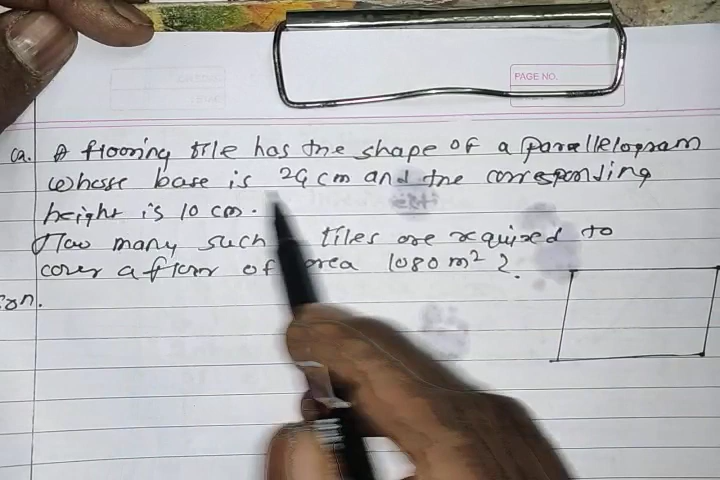 PAGE NO.
Q. A flooring tile has the shape of a parallelogram
whose base is 24 cm and the corresponding
height is 10 cm.
How many such tiles are required to
cover a floor of area 1080 m² ?
Son.